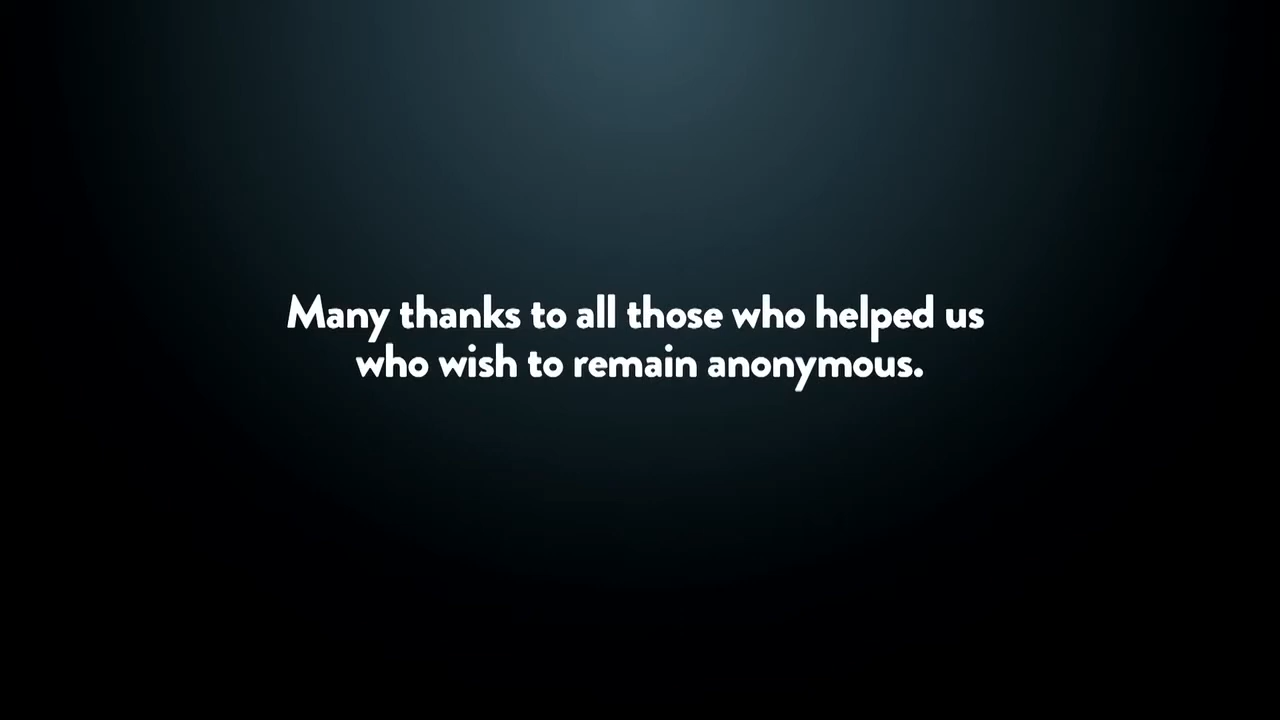 Many thanks to all those who helped us
who wish to remain anonymous.